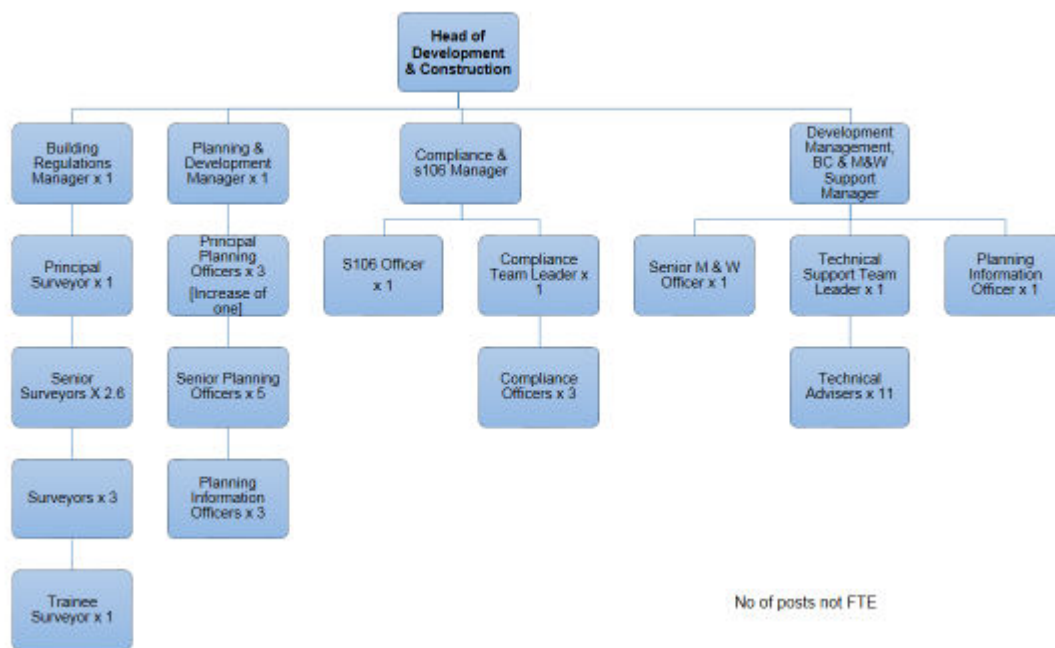 Head of
Development
& Construction
Building
Regulations
Manager x 1
Planning &
Development
Manager x 1
Compliance &
s106 Manager
Development
Management,
BC & M&W
Support
Manager
Principal
Surveyor x 1
Principal
Planning
Officers x 3
[Increase of
one]
S106 Officer
x 1
Compliance
Team Leader x
1
Senior M & W
Officer x 1
Technical
Support Team
Leader x 1
Planning
Information
Officer x 1
Senior
Surveyors X 2.6
Senior Planning
Officers x 5
Compliance
Officers x 3
Technical
Advisers x 11
Surveyors x 3
Planning
Information
Officers x 3
Trainee
Surveyor x 1
No of posts not FTE